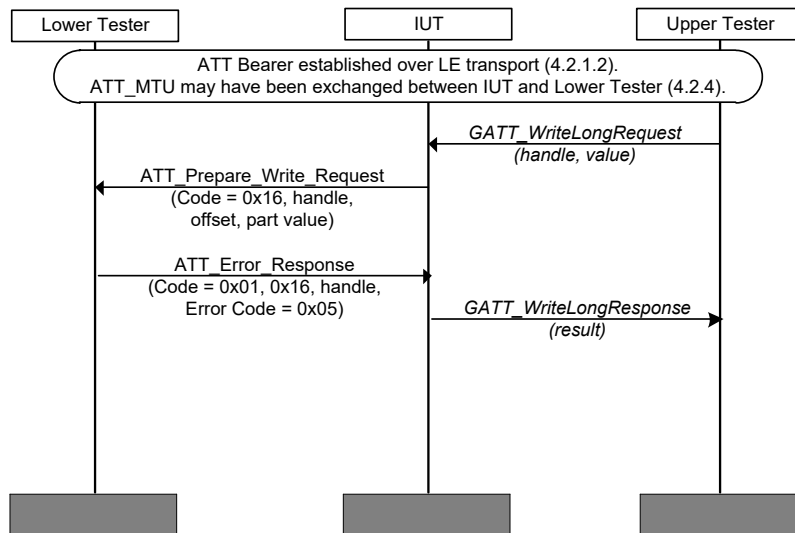 Lower Tester
IUT
Upper Tester
ATT Bearer established over LE transport (4.2.1.2).
ATT_MTU may have been exchanged between IUT and Lower Tester (4.2.4).
GATT_WriteLongRequest
(handle, value)
ATT_Prepare_Write_Request
(Code = 0x16, handle,
offset, part value)
ATT_Error_Response
(Code = 0x01, 0x16, handle,
Error Code = 0x05)
GATT_WriteLongResponse
(result)